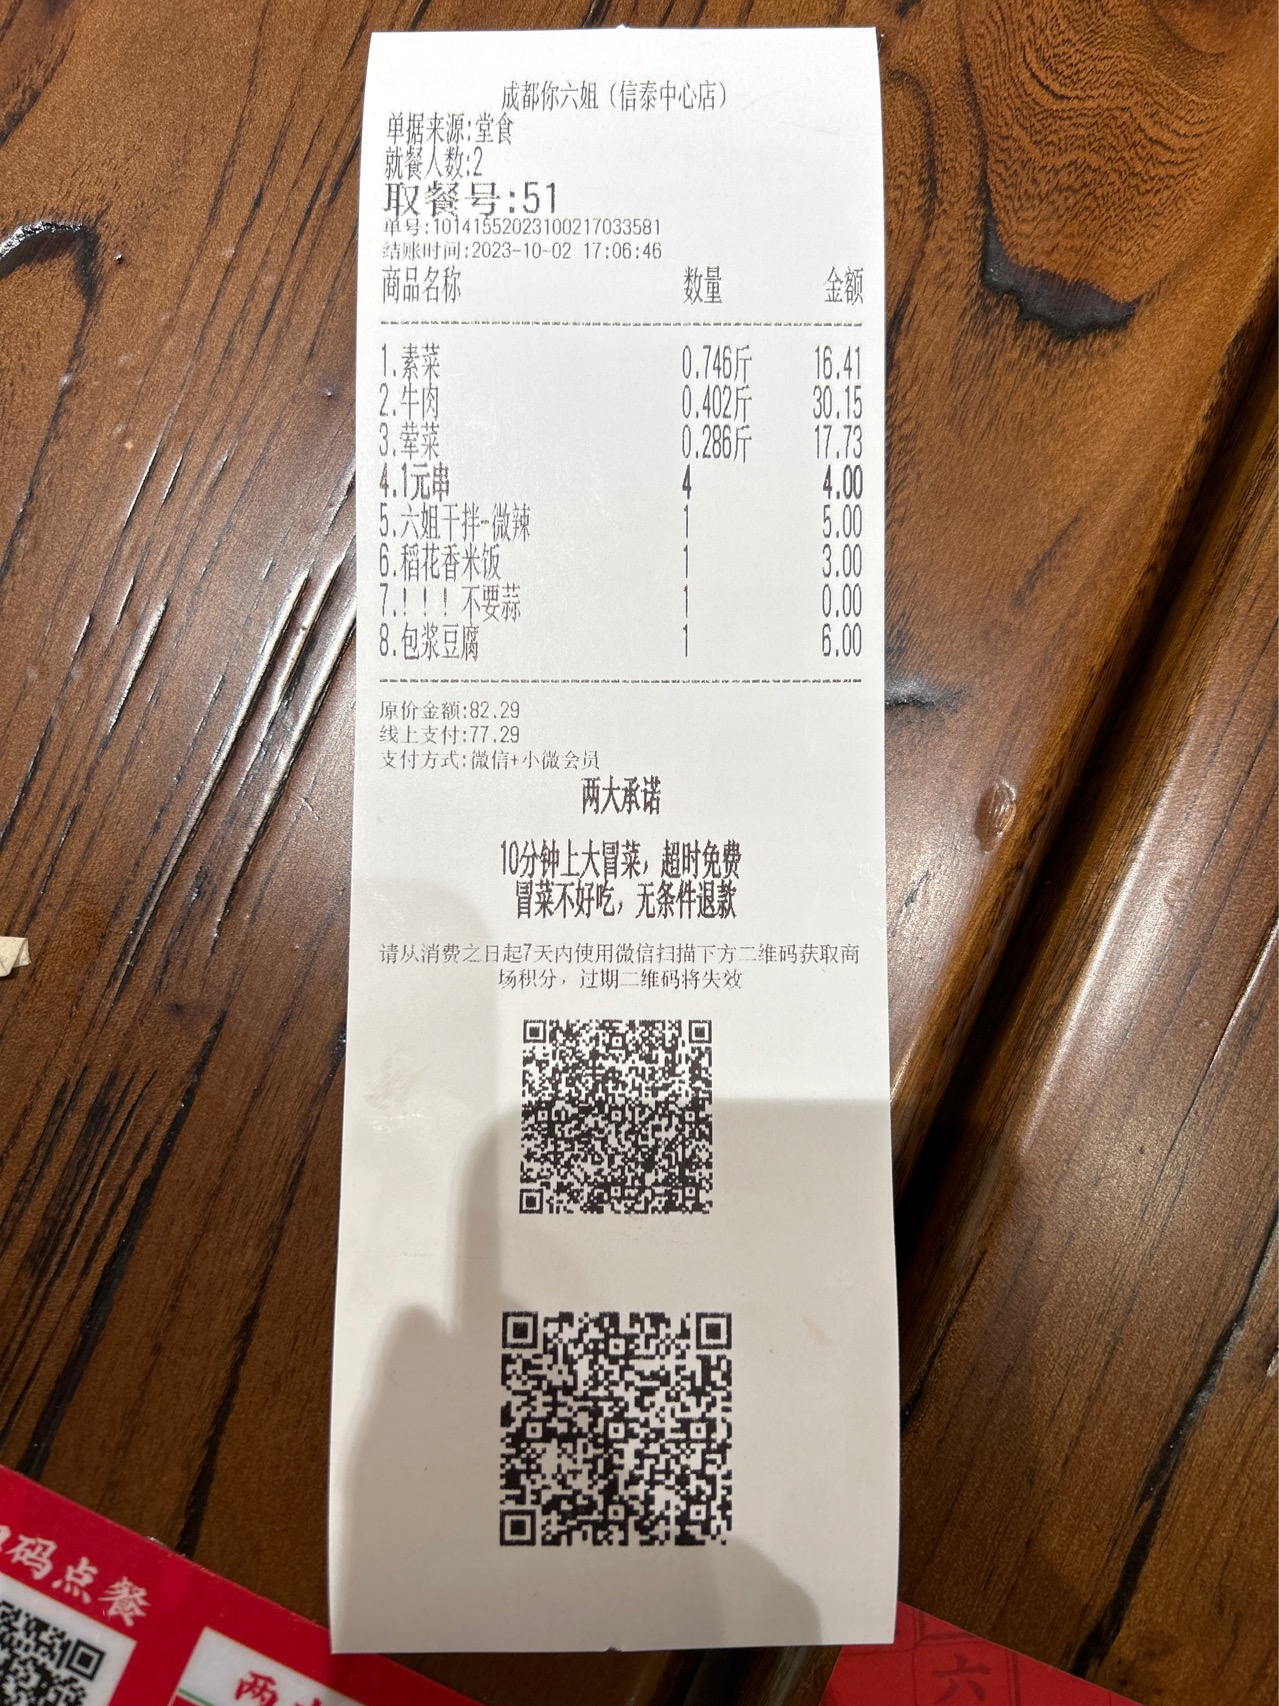 成都你六姐（信泰中心店）
单据来源:堂食
就餐人数:2
取餐号:51
单号:10141552023100217033581
结账时间:2023-10-02 17:06:46
商品名称 数量 金额
1.素菜 0.746斤 16.41
2.牛肉 0.402斤 30.15
3.荤菜 0.286斤 17.73
4.1元串 4 4.00
5.六姐干拌-微辣 1 5.00
6.稻花香米饭 1 3.00
7.！！！不要蒜 1 0.00
8.包浆豆腐 1 6.00
原价金额:82.29
线上支付:77.29
支付方式:微信+小微会员
两大承诺
10分钟上大冒菜，超时免费
冒菜不好吃，无条件退款
请从消费之日起7天内使用微信扫描下方二维码获取商
场积分，过期二维码将失效
码点餐
两
六